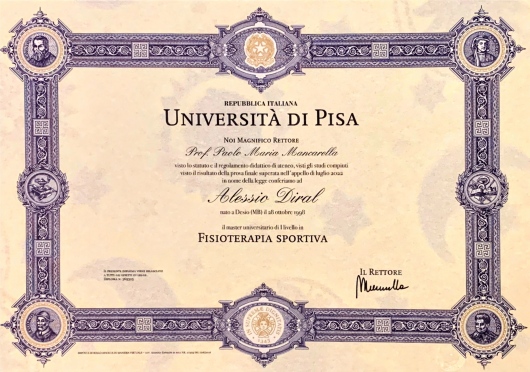 REPUBBLICA ITALIANA
UNIVERSITÀ DI PISA
NOI MAGNIFICO RETTORE
Prof. Paolo Maria Mancarella
visto lo statuto e il regolamento didattico di ateneo, visti gli studi compiuti
visto il risultato della prova finale superata nell'appello di luglio 2022
in nome della legge conferiamo ad
Alessio Diral
nato a Desio (MB) il 28 ottobre 1998
il master universitario di I livello in
FISIOTERAPIA SPORTIVA
IL RETTORE